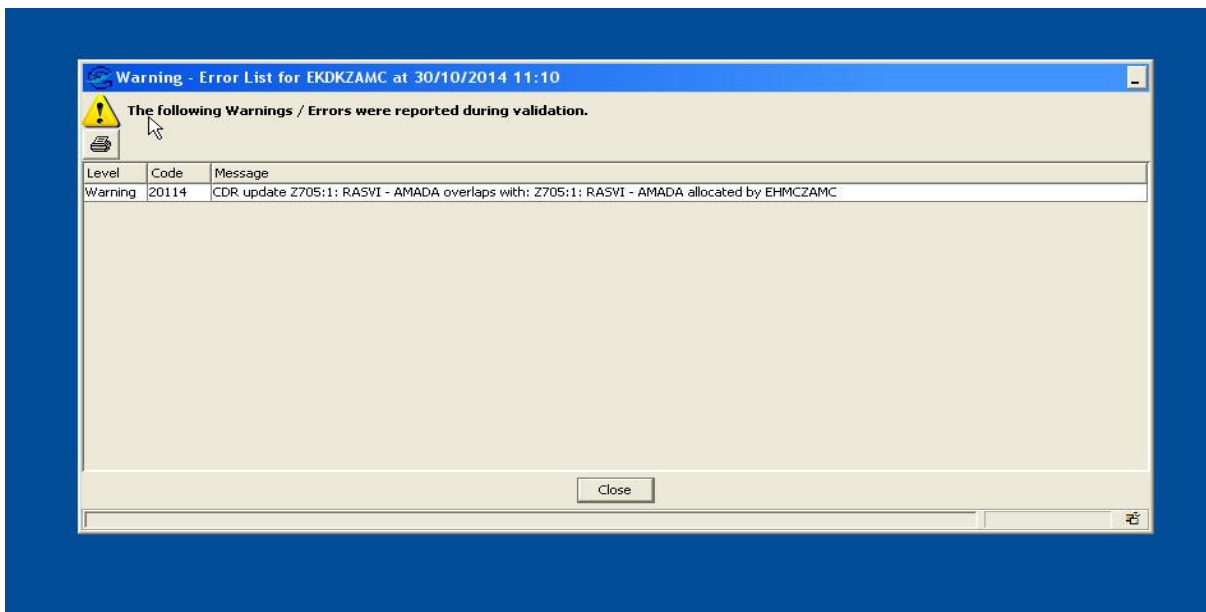 Warning - Error List for EKDKZAMC at 30/10/2014 11:10
The following Warnings / Errors were reported during validation.
Level Code Message
Warning 20114 CDR update Z705:1: RASVI - AMADA overlaps with: Z705:1: RASVI - AMADA allocated by EHMCZAMC
Close